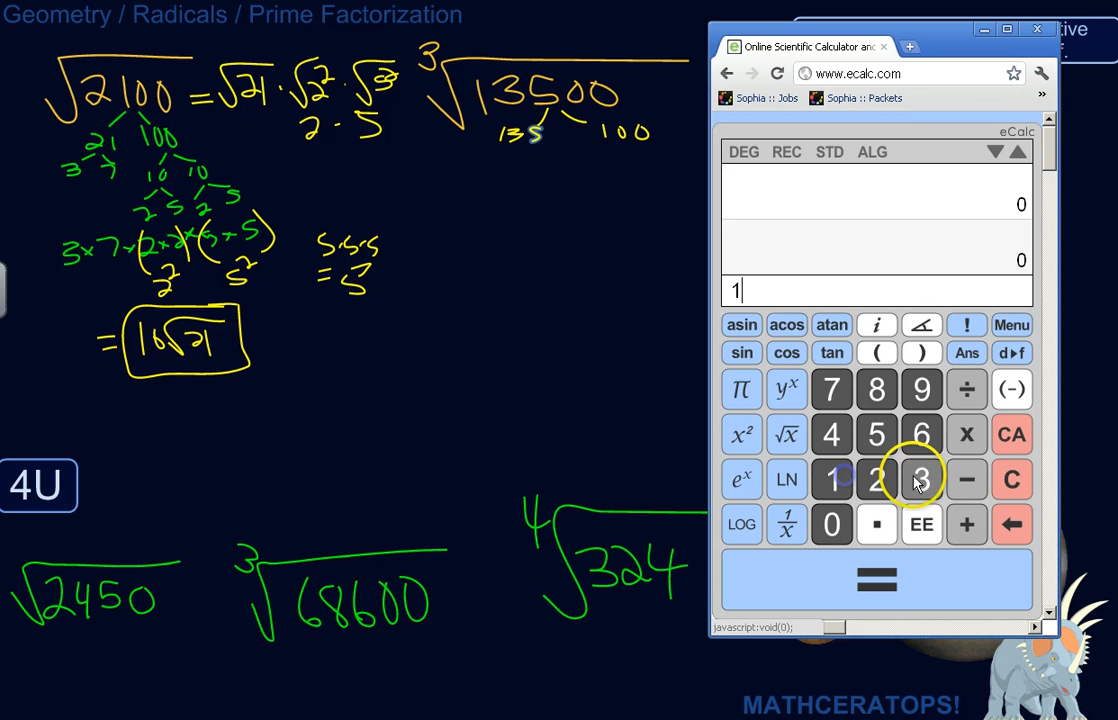 Geometry / Radicals / Prime Factorization
√2100 = √21 · √2² · √5²
2 · 5
21 100
3 7 10 10
2 5 2 5
3 × 7 × (2 × 2) × (5 × 5)
2² 5²
5·5·5
= 5³
= 10√21
³√13500
135 100
4U
√2450
³√68600
⁴√324
MATHCERATOPS!
Online Scientific Calculator and
www.ecalc.com
Sophia :: Jobs Sophia :: Packets »
eCalc
DEG REC STD ALG
0
0
1
asin acos atan i ∠ ! Menu
sin cos tan ( ) Ans d▸f
π yˣ 7 8 9 ÷ (−)
x² √x 4 5 6 x CA
eˣ LN 1 2 3 − C
LOG 1/x 0 . EE + ←
=
javascript:void(0);